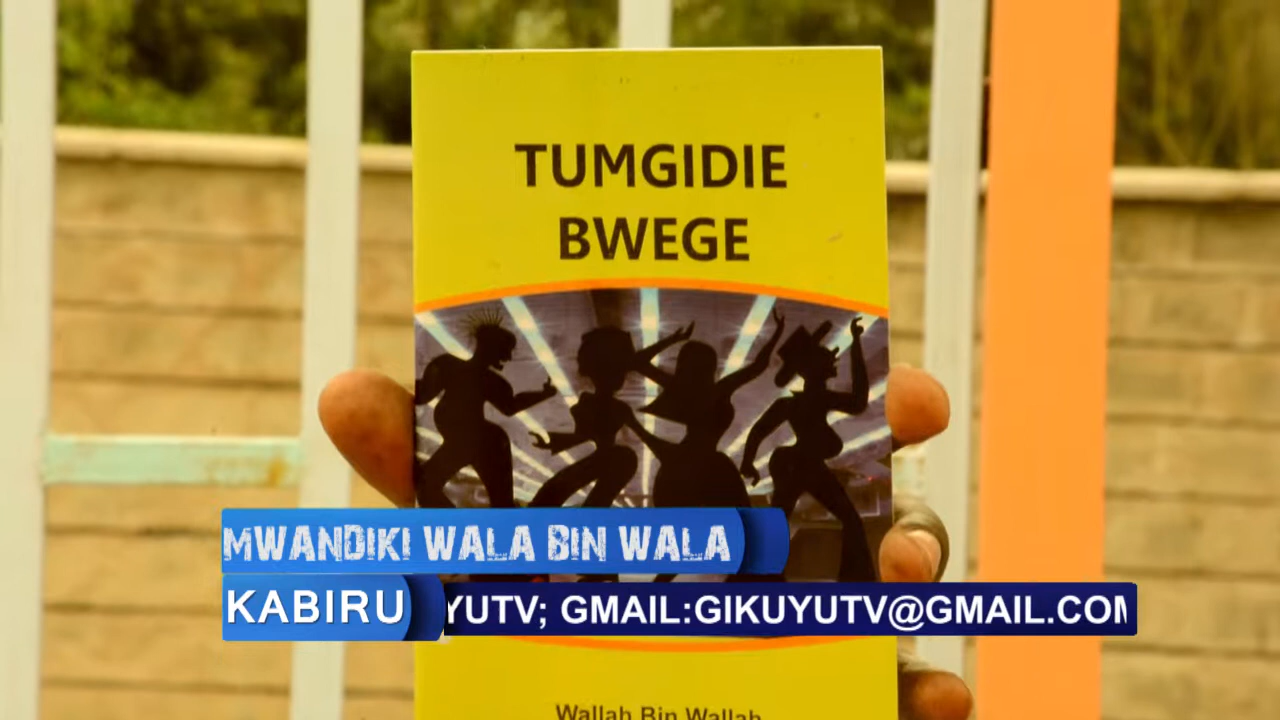 TUMGIDIE
BWEGE
MWANDIKI WALA BIN WALA
KABIRU
YUTV; GMAIL:GIKUYUTV@GMAIL.COM
Wallah Bin Wallah